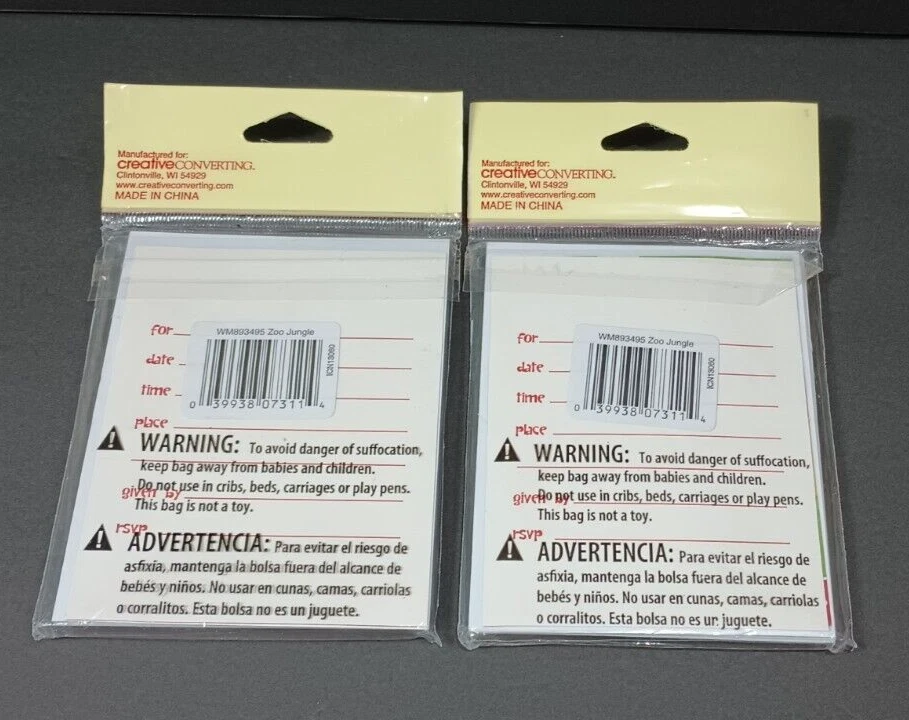 Manufactured for:
creativeCONVERTING.
Clintonville, WI 54929
www.creativeconverting.com
MADE IN CHINA
for
WM893495 Zoo Jungle
ICN13080
0 39938 07311 4
date
time
place
WARNING: To avoid danger of suffocation,
keep bag away from babies and children.
Do not use in cribs, beds, carriages or play pens.
given by
This bag is not a toy.
rsvp
ADVERTENCIA: Para evitar el riesgo de
asfixia, mantenga la bolsa fuera del alcance de
bebés y niños. No usar en cunas, camas, carriolas
o corralitos. Esta bolsa no es un juguete.
Manufactured for:
creativeCONVERTING.
Clintonville, WI 54929
www.creativeconverting.com
MADE IN CHINA
for
WM893495 Zoo Jungle
ICN13080
0 39938 07311 4
date
time
place
WARNING: To avoid danger of suffocation,
keep bag away from babies and children.
Do not use in cribs, beds, carriages or play pens.
given by
This bag is not a toy.
rsvp
ADVERTENCIA: Para evitar el riesgo de
asfixia, mantenga la bolsa fuera del alcance de
bebés y niños. No usar en cunas, camas, carriolas
o corralitos. Esta bolsa no es un juguete.